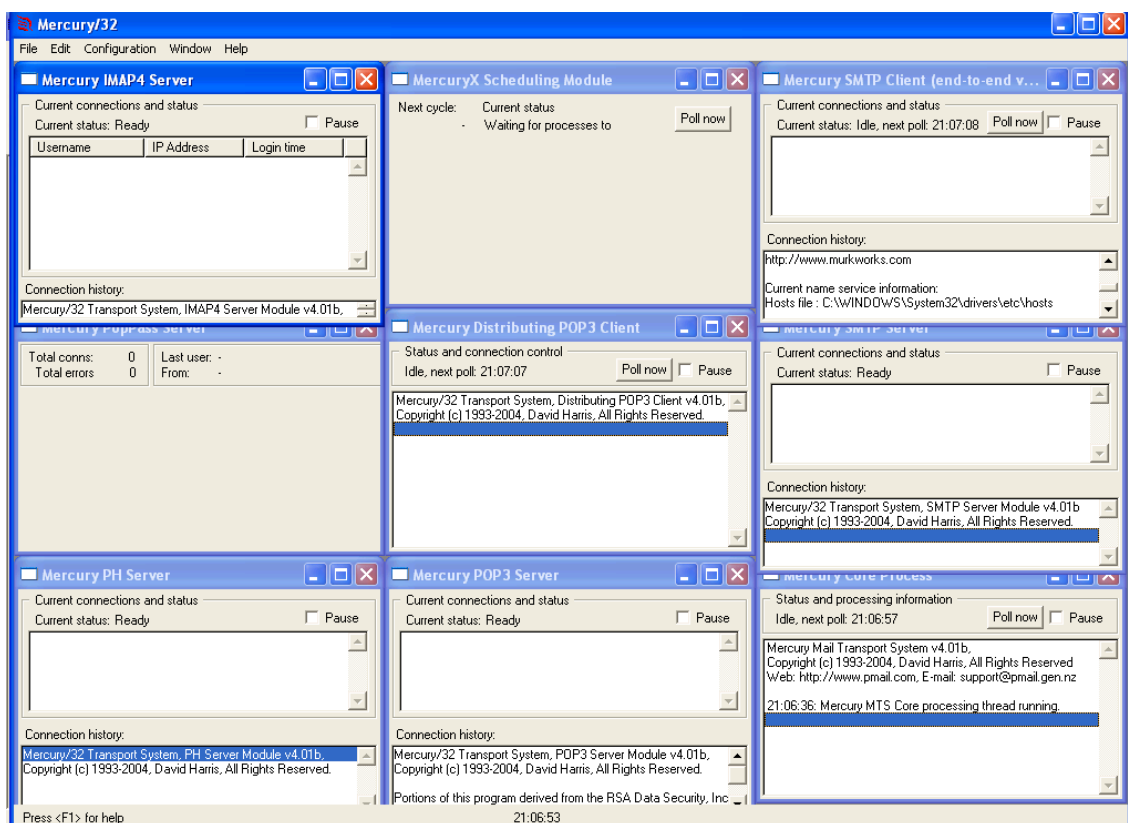 Mercury/32
File Edit Configuration Window Help
Mercury IMAP4 Server
Current connections and status
Current status: Ready
Pause
Username IP Address Login time
Connection history:
Mercury/32 Transport System, IMAP4 Server Module v4.01b,
MercuryX Scheduling Module
Next cycle: Current status
- Waiting for processes to
Poll now
Mercury SMTP Client (end-to-end v...
Current connections and status
Current status: Idle, next poll: 21:07:08 Poll now Pause
Connection history:
http://www.murkworks.com
Current name service information:
Hosts file : C:\WINDOWS\System32\drivers\etc\hosts
Mercury PopPass Server
Total conns: 0 Last user: -
Total errors 0 From: -
Mercury Distributing POP3 Client
Status and connection control
Idle, next poll: 21:07:07 Poll now Pause
Mercury/32 Transport System, Distributing POP3 Client v4.01b,
Copyright (c) 1993-2004, David Harris, All Rights Reserved.
Mercury SMTP Server
Current connections and status
Current status: Ready Pause
Connection history:
Mercury/32 Transport System, SMTP Server Module v4.01b
Copyright (c) 1993-2004, David Harris, All Rights Reserved.
Mercury PH Server
Current connections and status
Current status: Ready Pause
Connection history:
Mercury/32 Transport System, PH Server Module v4.01b,
Copyright (c) 1993-2004, David Harris, All Rights Reserved.
Mercury POP3 Server
Current connections and status
Current status: Ready Pause
Connection history:
Mercury/32 Transport System, POP3 Server Module v4.01b,
Copyright (c) 1993-2004, David Harris, All Rights Reserved.
Portions of this program derived from the RSA Data Security, Inc
Mercury Core Process
Status and processing information
Idle, next poll: 21:06:57 Poll now Pause
Mercury Mail Transport System v4.01b,
Copyright (c) 1993-2004, David Harris, All Rights Reserved
Web: http://www.pmail.com, E-mail: support@pmail.gen.nz
21:06:36: Mercury MTS Core processing thread running.
Press <F1> for help 21:06:53